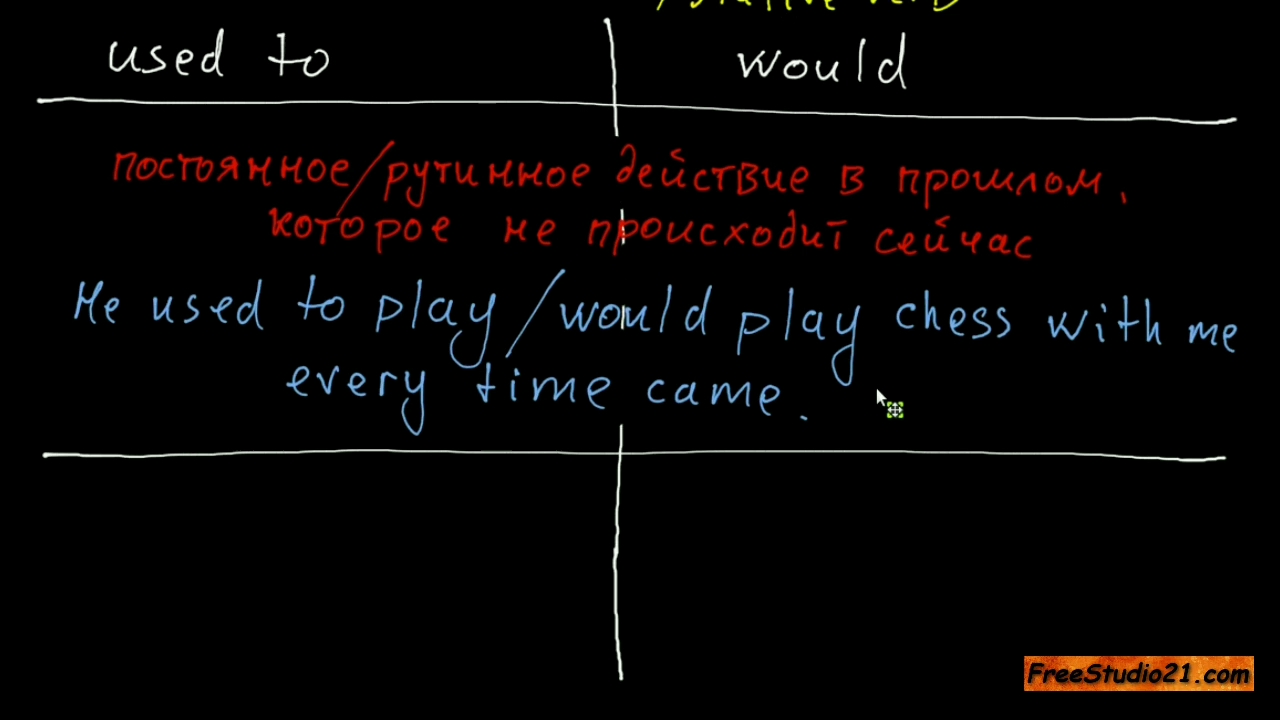 used to
would
постоянное/рутинное действие в прошлом,
которое не происходит сейчас
He used to play/would play chess with me
every time came.
FreeStudio21.com